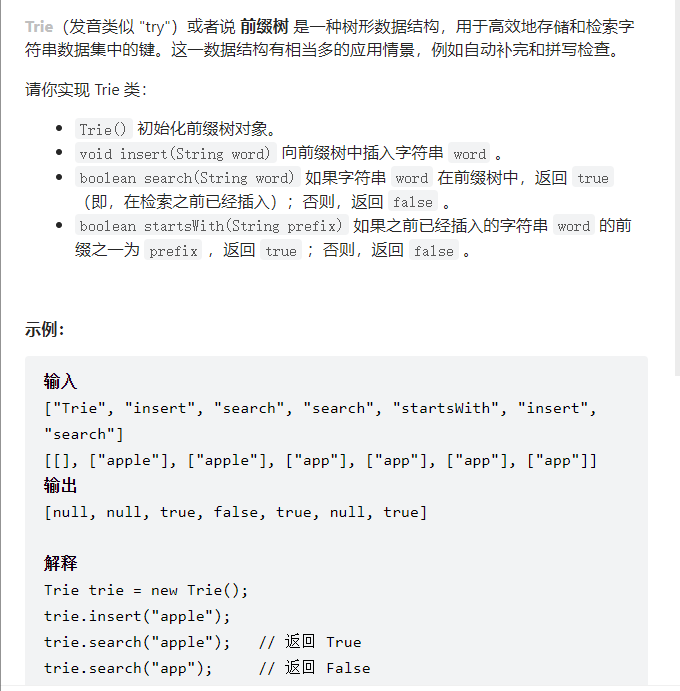 Trie（发音类似 "try"）或者说 前缀树 是一种树形数据结构，用于高效地存储和检索字
符串数据集中的键。这一数据结构有相当多的应用情景，例如自动补完和拼写检查。
请你实现 Trie 类：
• Trie() 初始化前缀树对象。
• void insert(String word) 向前缀树中插入字符串 word 。
• boolean search(String word) 如果字符串 word 在前缀树中，返回 true
（即，在检索之前已经插入）；否则，返回 false 。
• boolean startsWith(String prefix) 如果之前已经插入的字符串 word 的前
缀之一为 prefix ，返回 true ；否则，返回 false 。
示例：
输入
["Trie", "insert", "search", "search", "startsWith", "insert",
"search"]
[[], ["apple"], ["apple"], ["app"], ["app"], ["app"], ["app"]]
输出
[null, null, true, false, true, null, true]
解释
Trie trie = new Trie();
trie.insert("apple");
trie.search("apple");   // 返回 True
trie.search("app");     // 返回 False